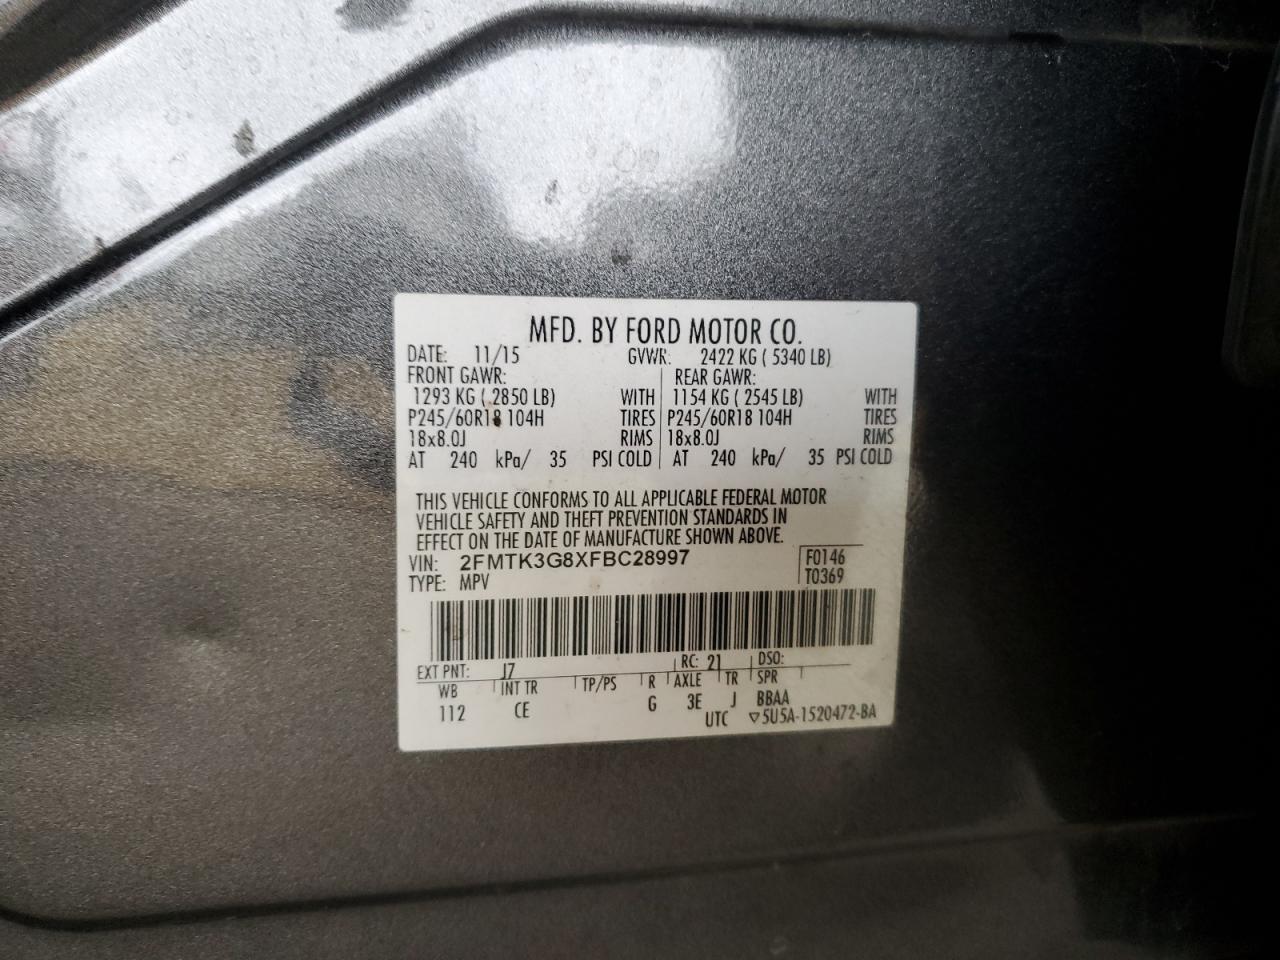 MFD. BY FORD MOTOR CO.
DATE: 11/15 GVWR: 2422 KG ( 5340 LB)
FRONT GAWR: REAR GAWR:
1293 KG ( 2850 LB) WITH 1154 KG ( 2545 LB) WITH
P245/60R18 104H TIRES P245/60R18 104H TIRES
18x8.0J RIMS 18x8.0J RIMS
AT 240 kPa/ 35 PSI COLD AT 240 kPa/ 35 PSI COLD
THIS VEHICLE CONFORMS TO ALL APPLICABLE FEDERAL MOTOR
VEHICLE SAFETY AND THEFT PREVENTION STANDARDS IN
EFFECT ON THE DATE OF MANUFACTURE SHOWN ABOVE.
VIN: 2FMTK3G8XFBC28997 F0146
TYPE: MPV T0369
EXT PNT: J7 RC: 21 DSO:
WB INT TR TP/PS R AXLE TR SPR
112 CE G 3E J BBAA
UTC ▽5U5A-1520472-BA